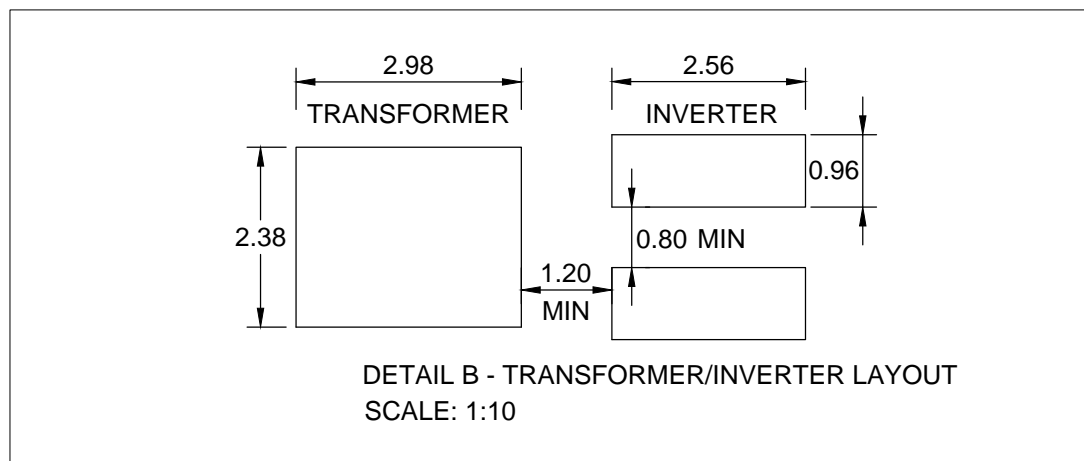 2.98
TRANSFORMER
2.38
1.20
MIN
2.56
INVERTER
0.96
0.80 MIN
DETAIL B - TRANSFORMER/INVERTER LAYOUT
SCALE: 1:10